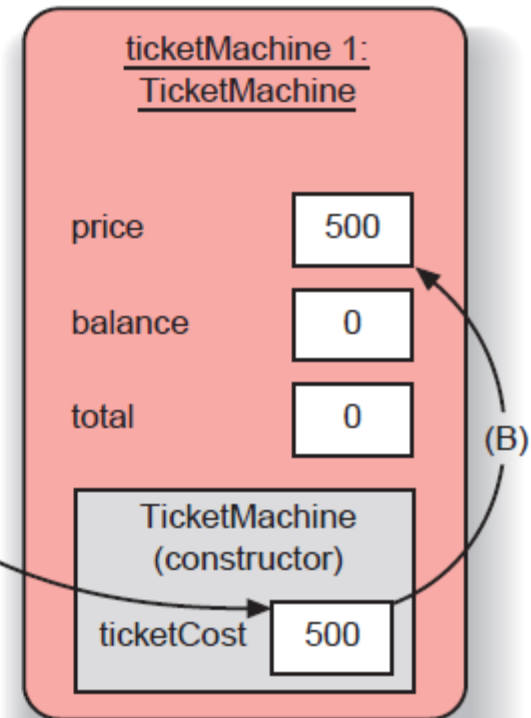 ticketMachine 1:
TicketMachine
price 500
balance 0
total 0
(B)
TicketMachine
(constructor)
ticketCost 500